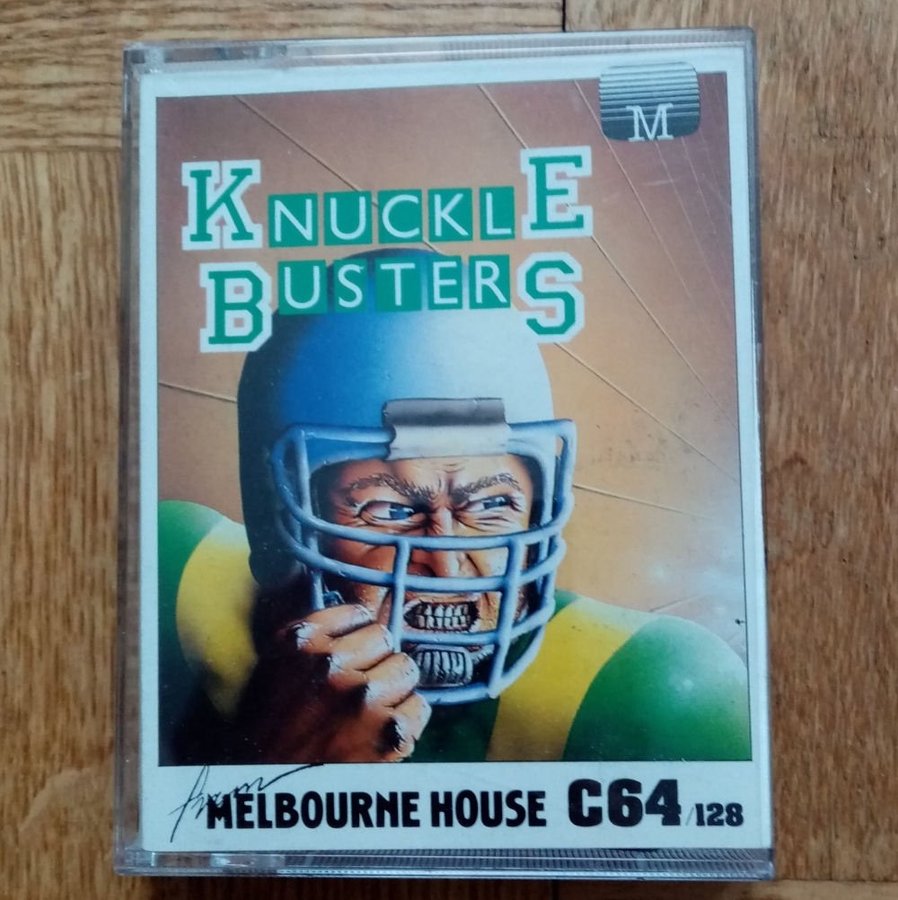 M
KNUCKLE
BUSTERS
MELBOURNE HOUSE C64/128